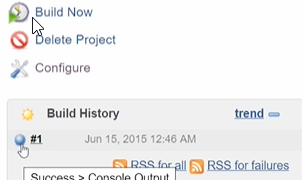 Build Now
Delete Project
Configure
Build History trend
#1 Jun 15, 2015 12:46 AM
RSS for all RSS for failures
Success > Console Output